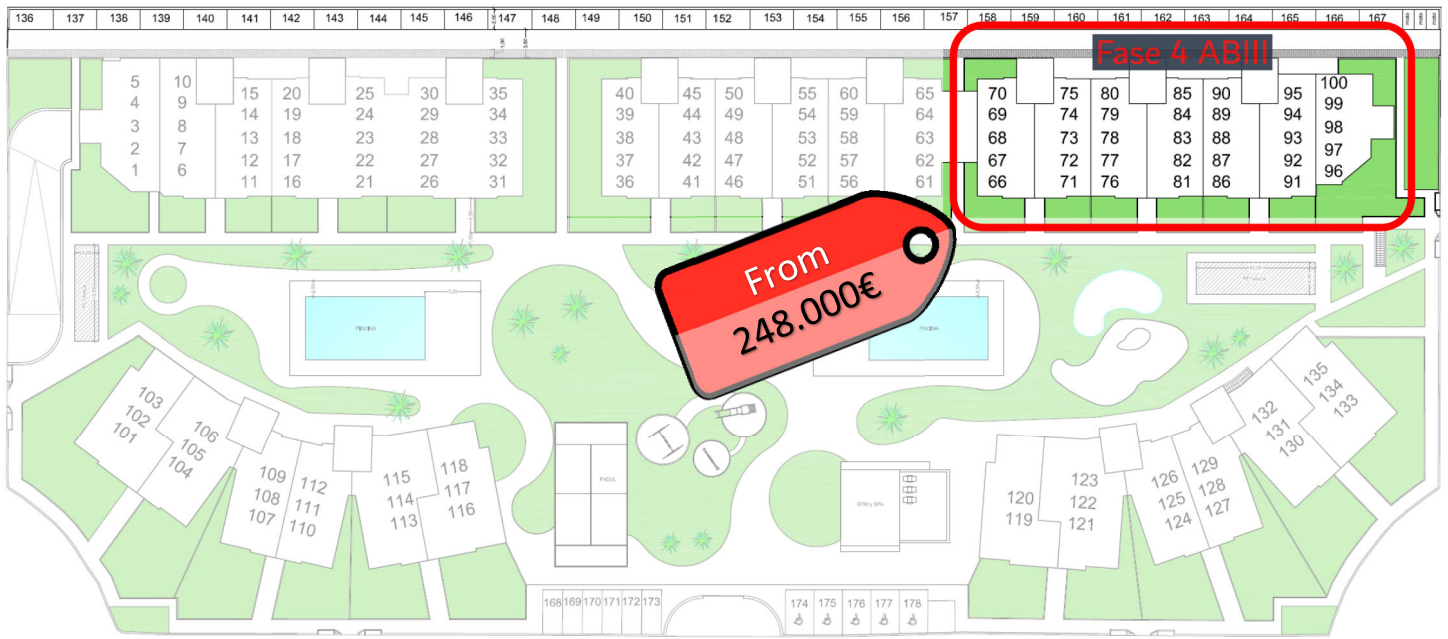 136 137 138 139 140 141 142 143 144 145 146 147 148 149 150 151 152 153 154 155 156 157 158 159 160 161 162 163 164 165 166 167 moto moto moto
Fase 4 ABIII
5 10 15 20 25 30 35 40 45 50 55 60 65 70 75 80 85 90 95 100
4 9 14 19 24 29 34 39 44 49 54 59 64 69 74 79 84 89 94 99
3 8 13 18 23 28 33 38 43 48 53 58 63 68 73 78 83 88 93 98
2 7 12 17 22 27 32 37 42 47 52 57 62 67 72 77 82 87 92 97
1 6 11 16 21 26 31 36 41 46 51 56 61 66 71 76 81 86 91 96
From
248.000€
PETANCA
PETANCA
PISCINA
PISCINA
103 106 109 112 115 118
102 105 108 111 114 117
101 104 107 110 113 116
PADEL
GYM y SPA
120 123 126 129 132 135
119 122 125 128 131 134
121 124 127 130 133
168 169 170 171 172 173
174 175 176 177 178